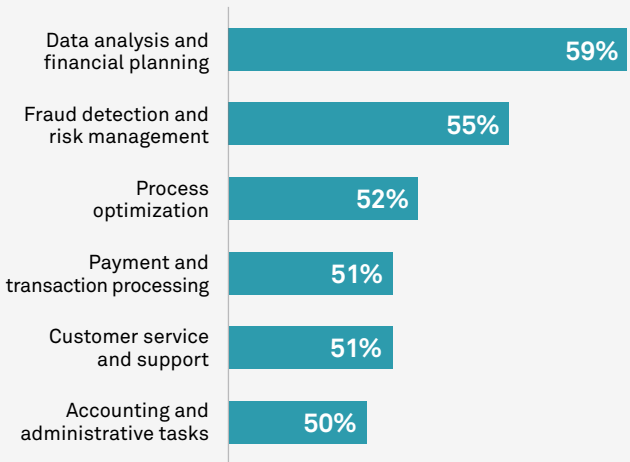 Data analysis and
financial planning
59%
Fraud detection and
risk management
55%
Process
optimization
52%
Payment and
transaction processing
51%
Customer service
and support
51%
Accounting and
administrative tasks
50%